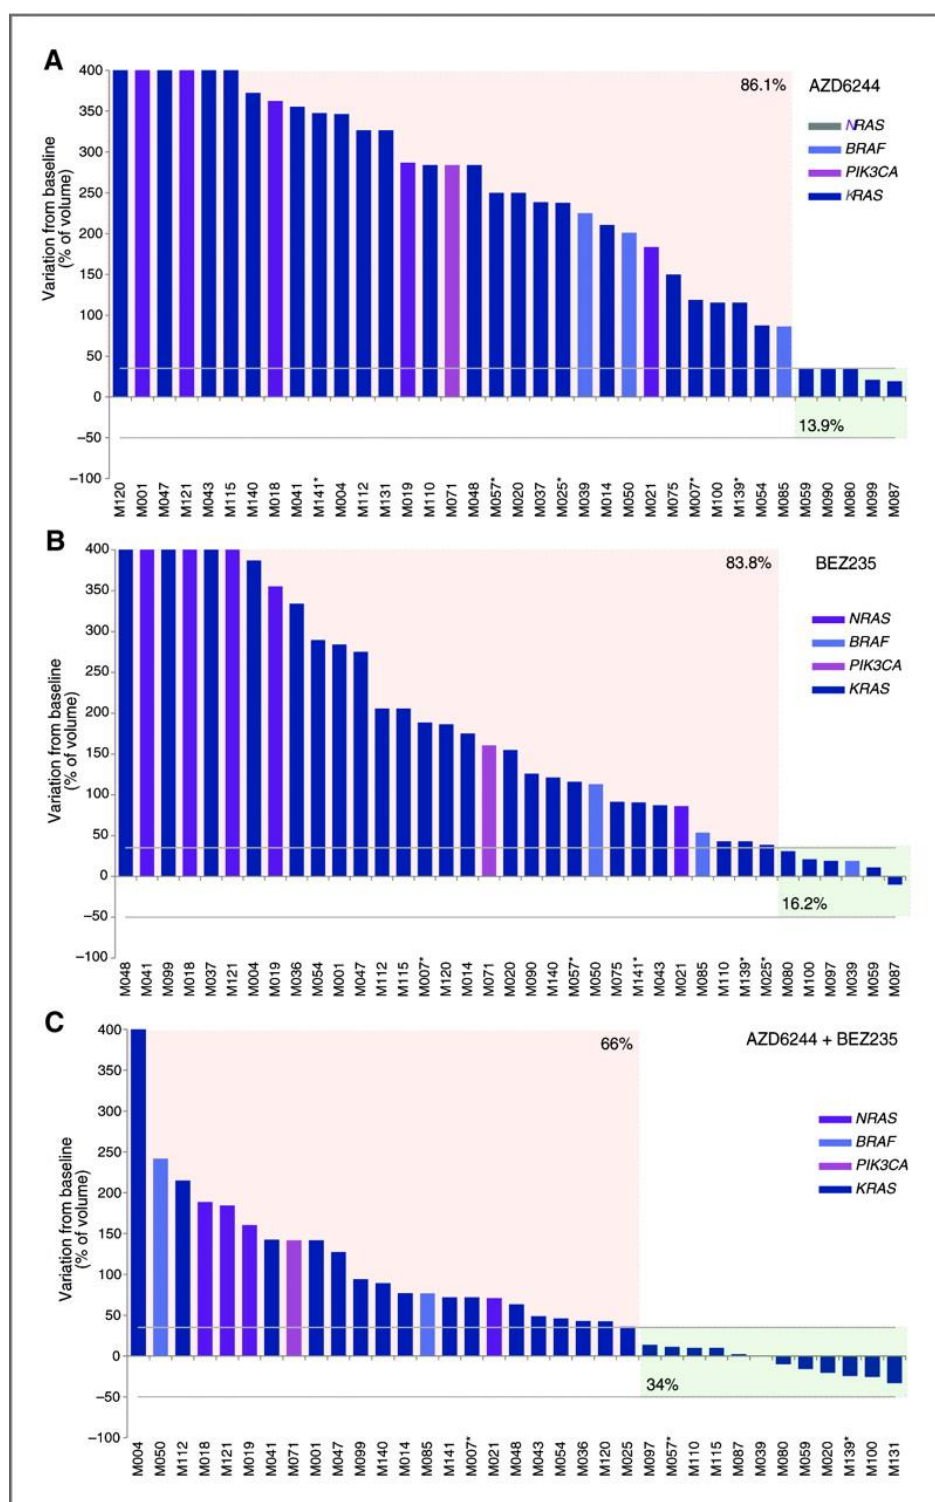 A
AZD6244
86.1%
NRAS
BRAF
PIK3CA
KRAS
Variation from baseline
(% of volume)
400
350
300
250
200
150
100
50
0
–50
–100
13.9%
M120 M001 M047 M121 M043 M115 M140 M018 M041 M141* M004 M112 M131 M019 M110 M071 M048 M057* M020 M037 M025* M039 M014 M050 M021 M075 M007* M100 M139* M054 M085 M059 M090 M080 M099 M087
B
BEZ235
83.8%
NRAS
BRAF
PIK3CA
KRAS
Variation from baseline
(% of volume)
400
350
300
250
200
150
100
50
0
–50
–100
16.2%
M048 M041 M099 M018 M037 M121 M004 M019 M036 M054 M001 M047 M112 M115 M007* M120 M014 M071 M020 M090 M140 M057* M050 M075 M141* M043 M021 M085 M110 M139* M025* M080 M100 M097 M039 M059 M087
C
AZD6244 + BEZ235
66%
NRAS
BRAF
PIK3CA
KRAS
Variation from baseline
(% of volume)
400
350
300
250
200
150
100
50
0
–50
–100
34%
M004 M050 M112 M018 M121 M019 M041 M071 M001 M047 M099 M140 M014 M085 M141 M007* M021 M048 M043 M054 M036 M120 M025 M097 M057* M110 M115 M087 M039 M080 M059 M020 M139* M100 M131